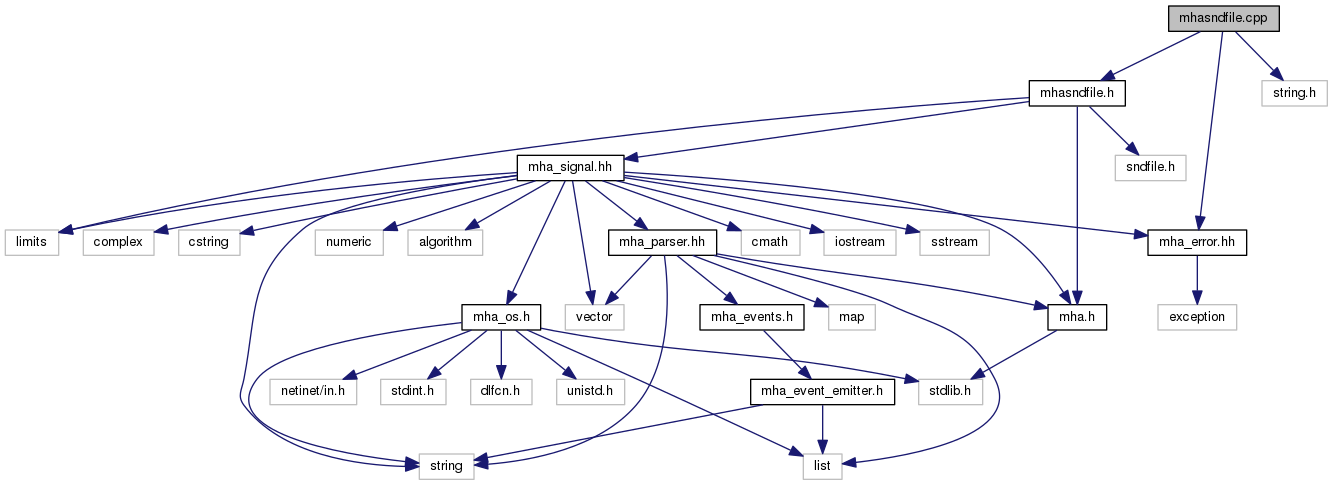 mhasndfile.cpp
mhasndfile.h
string.h
mha_signal.hh
sndfile.h
limits
complex
cstring
numeric
algorithm
mha_parser.hh
cmath
iostream
sstream
mha_error.hh
mha_os.h
vector
mha_events.h
map
mha.h
exception
netinet/in.h
stdint.h
dlfcn.h
unistd.h
mha_event_emitter.h
stdlib.h
string
list